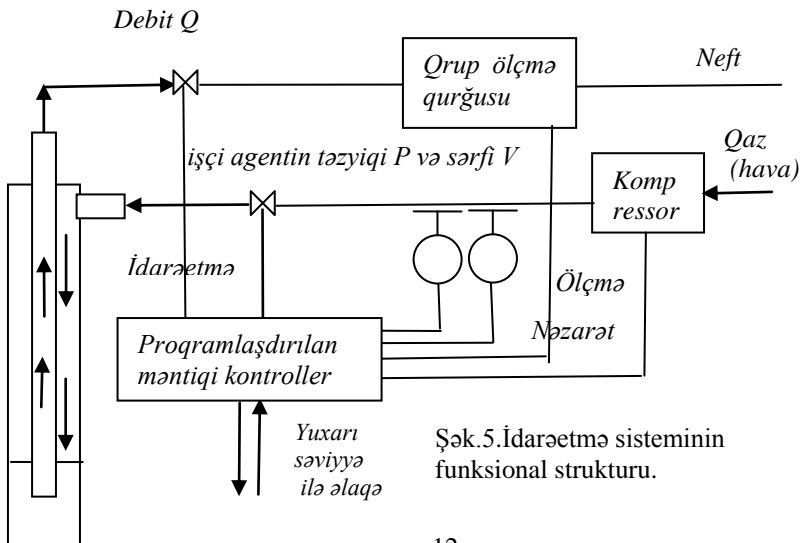 Debit Q
Qrup ölçmə
qurğusu
Neft
işçi agentin təzyiqi P və sərfi V
Qaz
(hava)
Komp
ressor
İdarəetmə
Ölçmə
Nəzarət
Proqramlaşdırılan
məntiqi kontroller
Yuxarı
səviyyə
ilə əlaqə
Şək.5.İdarəetmə sisteminin
funksional strukturu.
12